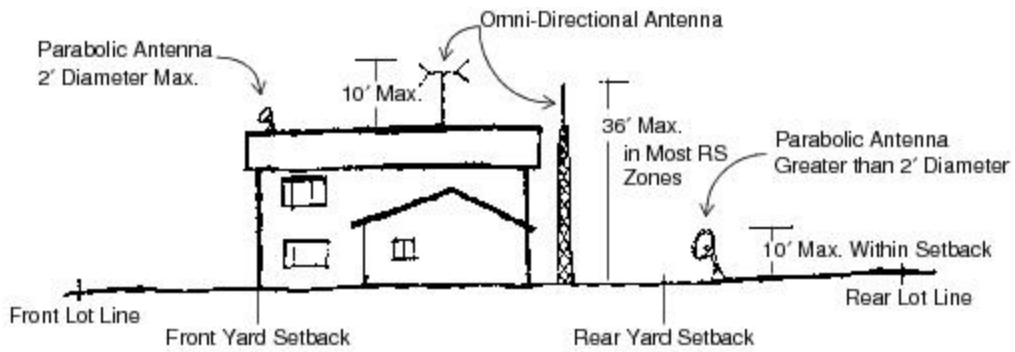 Omni-Directional Antenna
Parabolic Antenna
2′ Diameter Max.
10′ Max.
36′ Max.
in Most RS
Zones
Parabolic Antenna
Greater than 2′ Diameter
10′ Max. Within Setback
Front Lot Line
Front Yard Setback
Rear Yard Setback
Rear Lot Line